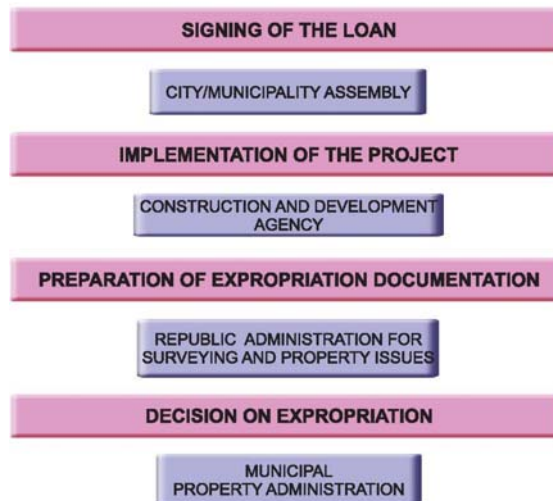 SIGNING OF THE LOAN
CITY/MUNICIPALITY ASSEMBLY
IMPLEMENTATION OF THE PROJECT
CONSTRUCTION AND DEVELOPMENT
AGENCY
PREPARATION OF EXPROPRIATION DOCUMENTATION
REPUBLIC ADMINISTRATION FOR
SURVEYING AND PROPERTY ISSUES
DECISION ON EXPROPRIATION
MUNICIPAL
PROPERTY ADMINISTRATION